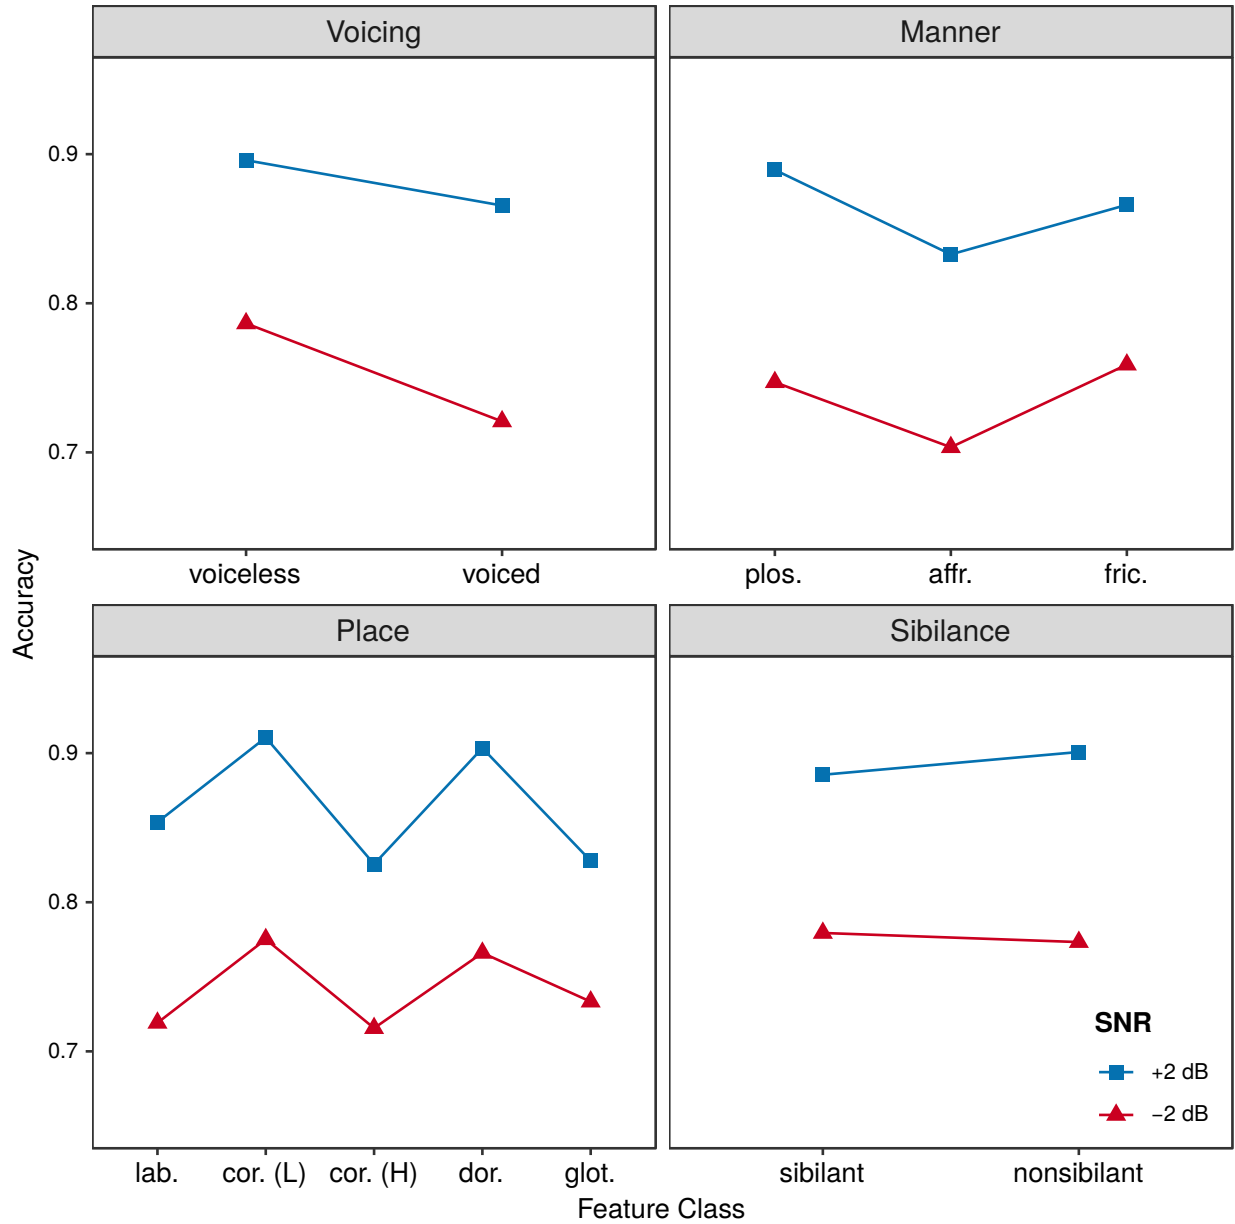 Voicing
Manner
0.9
0.8
0.7
voiceless voiced
plos. affr. fric.
Accuracy
Place
Sibilance
0.9
0.8
0.7
SNR
+2 dB
−2 dB
lab. cor. (L) cor. (H) dor. glot.
sibilant nonsibilant
Feature Class